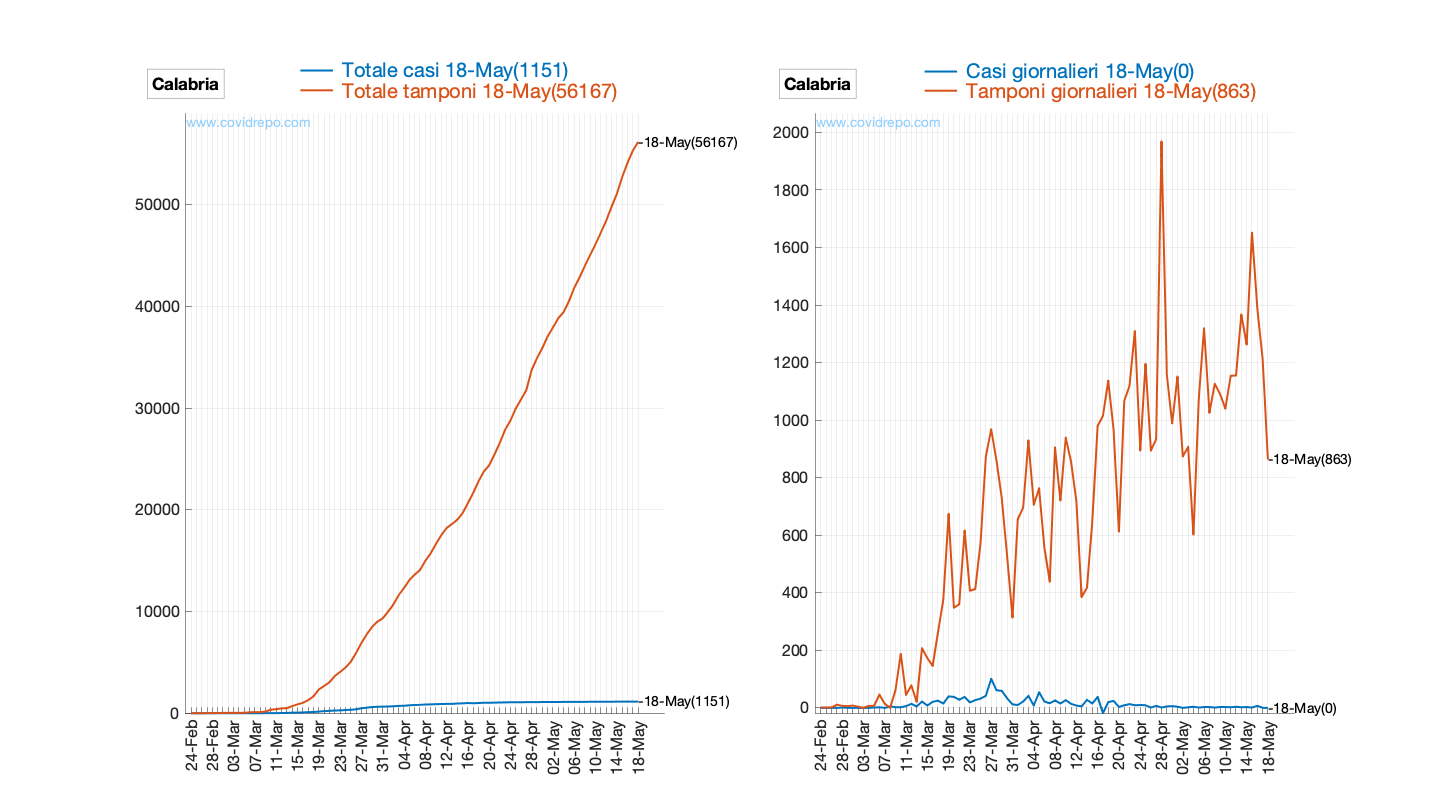 Calabria
Totale casi 18-May(1151)
Totale tamponi 18-May(56167)
www.covidrepo.com
18-May(56167)
50000
40000
30000
20000
10000
0
18-May(1151)
24-Feb
28-Feb
03-Mar
07-Mar
11-Mar
15-Mar
19-Mar
23-Mar
27-Mar
31-Mar
04-Apr
08-Apr
12-Apr
16-Apr
20-Apr
24-Apr
28-Apr
02-May
06-May
10-May
14-May
18-May
Calabria
Casi giornalieri 18-May(0)
Tamponi giornalieri 18-May(863)
www.covidrepo.com
2000
1800
1600
1400
1200
1000
800
600
400
200
0
18-May(863)
18-May(0)
24-Feb
28-Feb
03-Mar
07-Mar
11-Mar
15-Mar
19-Mar
23-Mar
27-Mar
31-Mar
04-Apr
08-Apr
12-Apr
16-Apr
20-Apr
24-Apr
28-Apr
02-May
06-May
10-May
14-May
18-May